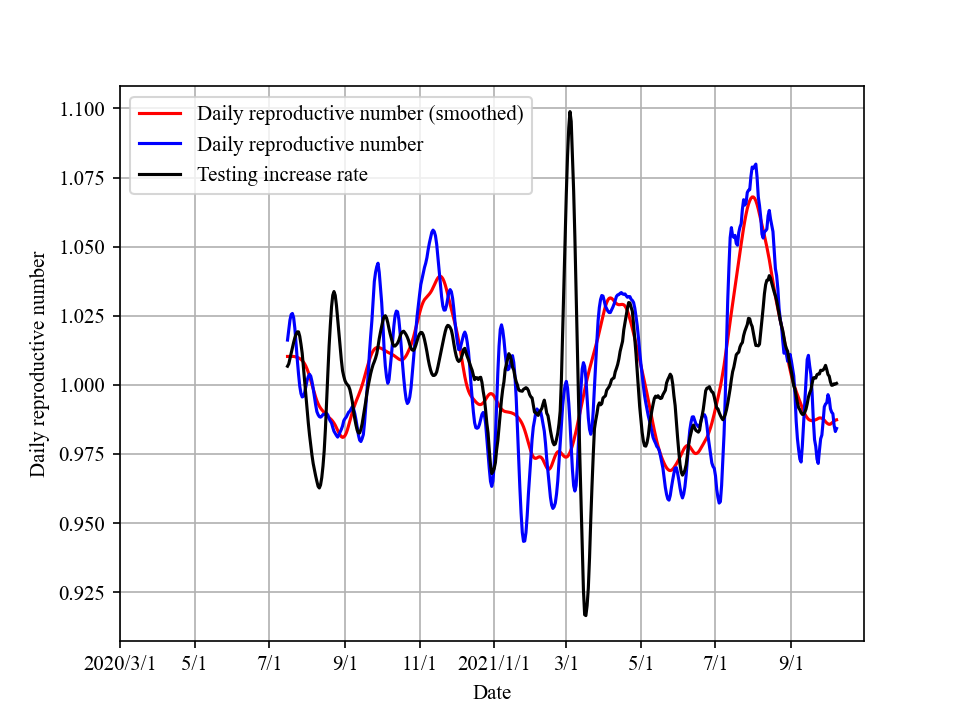 Daily reproductive number (smoothed)
Daily reproductive number
Testing increase rate
1.100
1.075
1.050
1.025
1.000
0.975
0.950
0.925
Daily reproductive number
2020/3/1 5/1 7/1 9/1 11/1 2021/1/1 3/1 5/1 7/1 9/1
Date